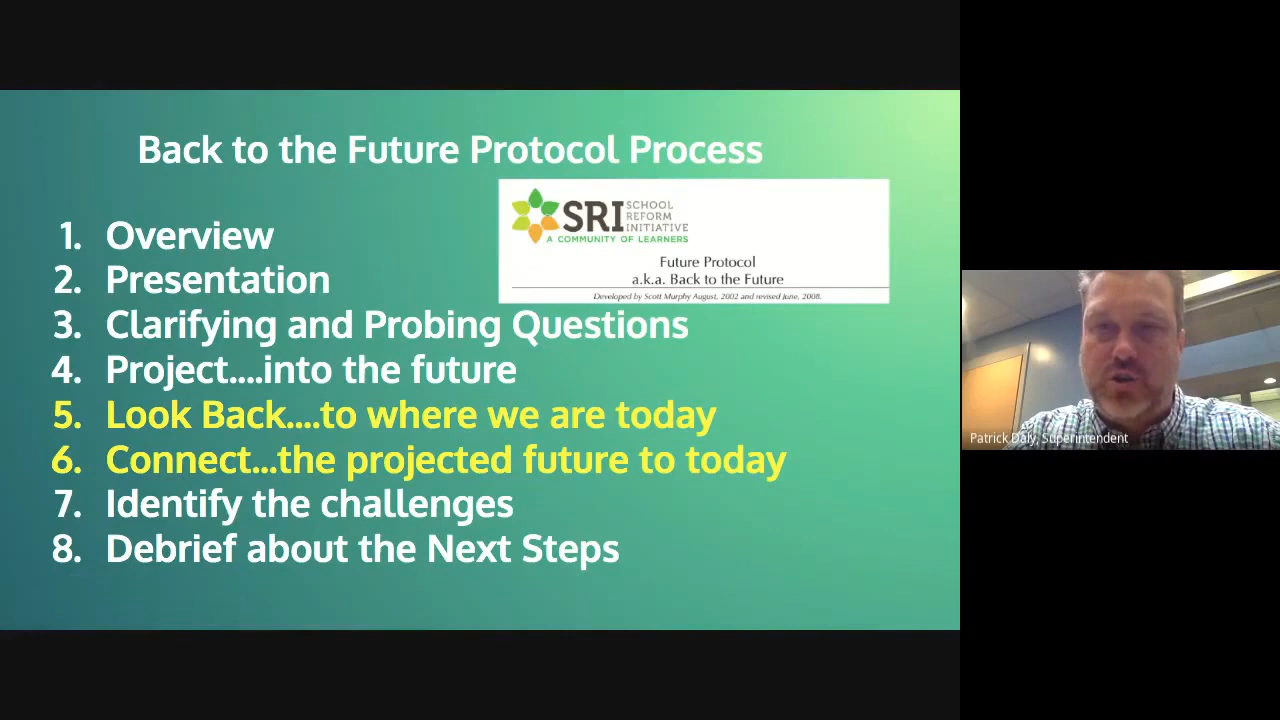 Back to the Future Protocol Process
SRI SCHOOL REFORM INITIATIVE
A COMMUNITY OF LEARNERS
Future Protocol
a.k.a. Back to the Future
Developed by Scott Murphy August, 2002 and revised June, 2008.
1. Overview
2. Presentation
3. Clarifying and Probing Questions
4. Project....into the future
5. Look Back....to where we are today
6. Connect...the projected future to today
7. Identify the challenges
8. Debrief about the Next Steps
Patrick Daly, Superintendent